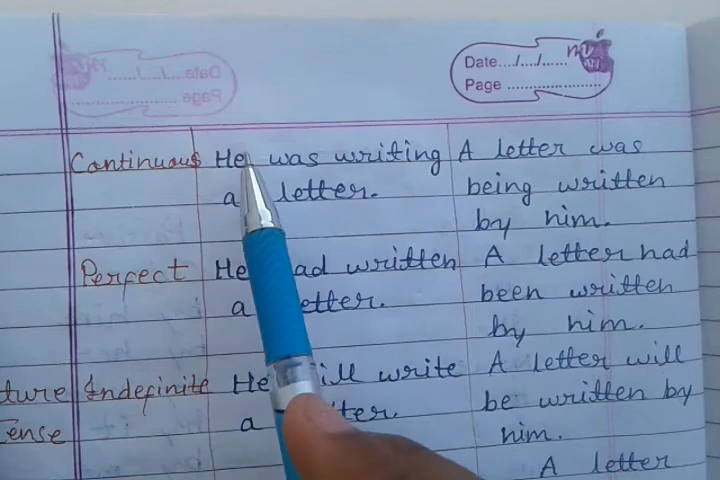 Date..../..../......
Page ........................
Continuous He was writing A letter was
a letter. being written
by him.
Perfect He had written A letter had
a letter. been written
by him.
Indefinite He will write A letter will
a letter. be written by
him.
A letter